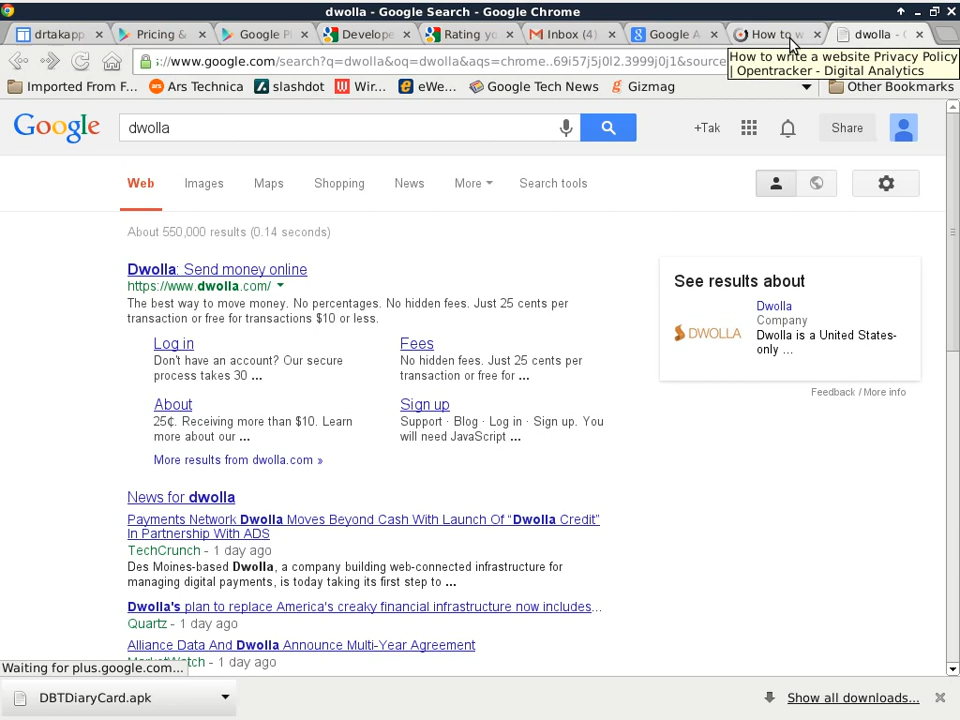 dwolla - Google Search - Google Chrome
drtakapp
Pricing &
Google Pl
Develope
Rating yo
Inbox (4)
Google A
How to w
dwolla - G
://www.google.com/search?q=dwolla&oq=dwolla&aqs=chrome..69i57j5j0l2.3999j0j1&source
How to write a website Privacy Policy
| Opentracker - Digital Analytics
Imported From F...
Ars Technica
slashdot
Wir...
eWe...
Google Tech News
Gizmag
Other Bookmarks
Google
dwolla
+Tak
Share
Web
Images
Maps
Shopping
News
More
Search tools
About 550,000 results (0.14 seconds)
Dwolla: Send money online
https://www.dwolla.com/
The best way to move money. No percentages. No hidden fees. Just 25 cents per
transaction or free for transactions $10 or less.
Log in
Don't have an account? Our secure
process takes 30 ...
Fees
No hidden fees. Just 25 cents per
transaction or free for ...
About
25¢. Receiving more than $10. Learn
more about our ...
Sign up
Support · Blog · Log in · Sign up. You
will need JavaScript ...
More results from dwolla.com »
News for dwolla
Payments Network Dwolla Moves Beyond Cash With Launch Of “Dwolla Credit”
In Partnership With ADS
TechCrunch - 1 day ago
Des Moines-based Dwolla, a company building web-connected infrastructure for
managing digital payments, is today taking its first step to ...
Dwolla's plan to replace America's creaky financial infrastructure now includes...
Quartz - 1 day ago
Alliance Data And Dwolla Announce Multi-Year Agreement
MarketWatch - 1 day ago
See results about
DWOLLA
Dwolla
Company
Dwolla is a United States-
only ...
Feedback / More info
Waiting for plus.google.com...
DBTDiaryCard.apk
Show all downloads...